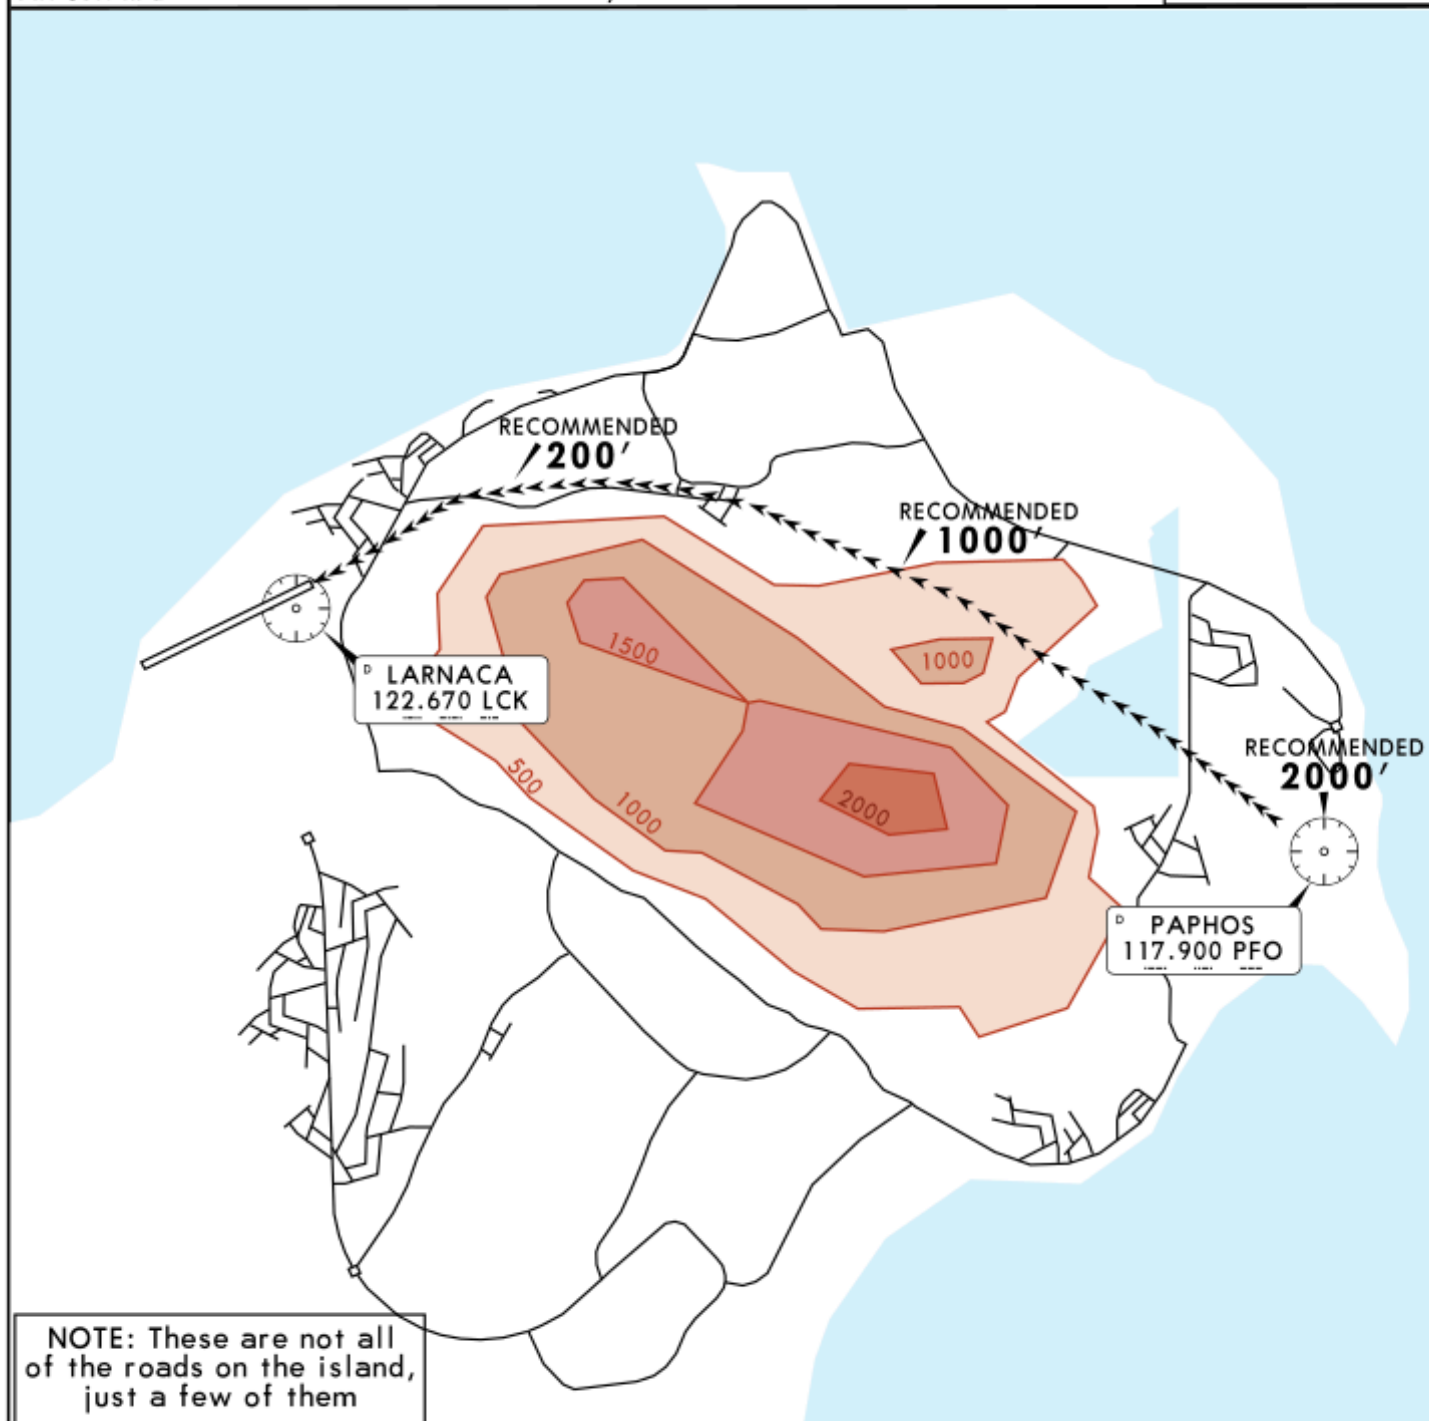 RECOMMENDED
200'
RECOMMENDED
1000'
1500
1000
D LARNACA
122.670 LCK
RECOMMENDED
2000'
500
1000
2000
D PAPHOS
117.900 PFO
NOTE: These are not all
of the roads on the island,
just a few of them